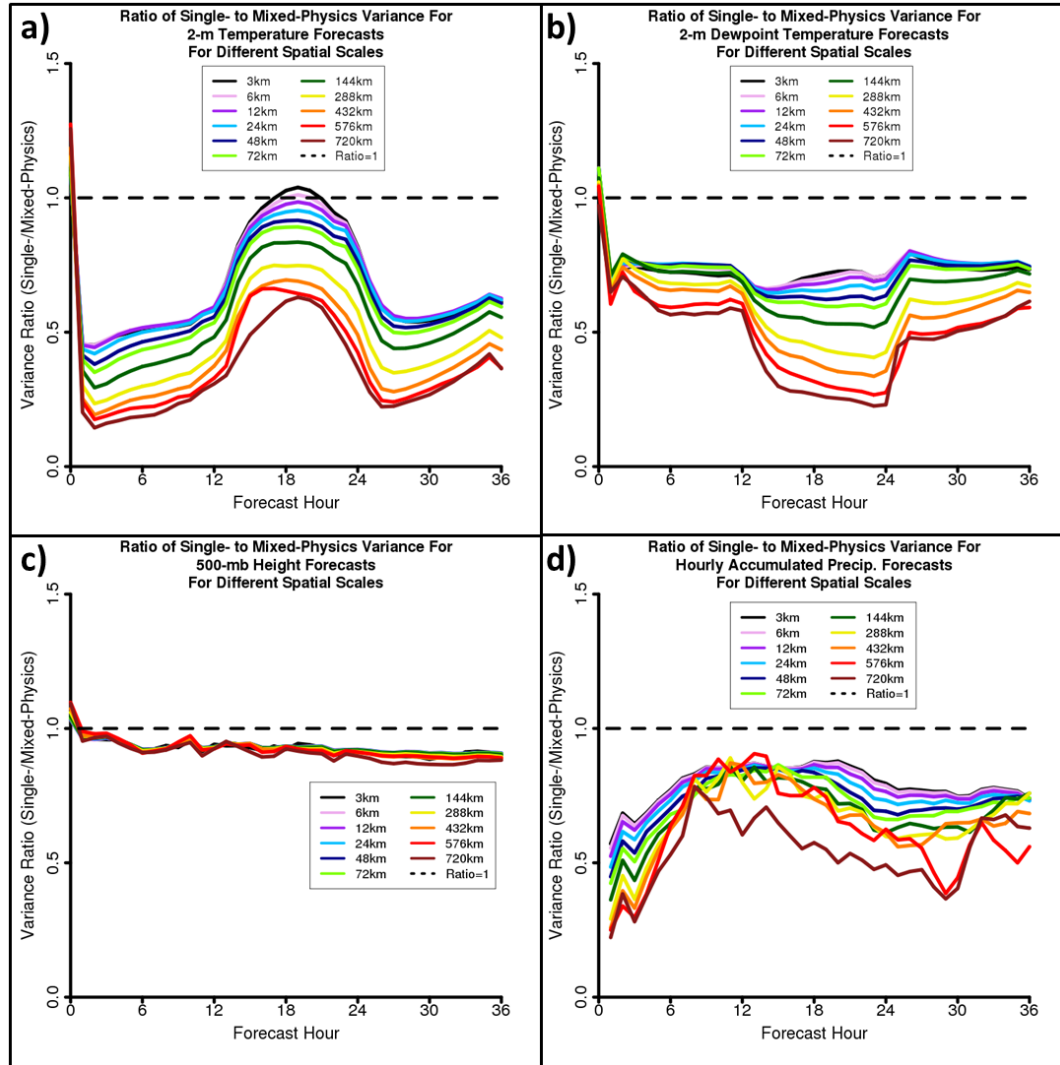 a)
Ratio of Single- to Mixed-Physics Variance For
2-m Temperature Forecasts
For Different Spatial Scales
Variance Ratio (Single-/Mixed-Physics)
1.5
1.0
0.5
0.0
3km 144km
6km 288km
12km 432km
24km 576km
48km 720km
72km Ratio=1
0 6 12 18 24 30 36
Forecast Hour
b)
Ratio of Single- to Mixed-Physics Variance For
2-m Dewpoint Temperature Forecasts
For Different Spatial Scales
Variance Ratio (Single-/Mixed-Physics)
1.5
1.0
0.5
0.0
3km 144km
6km 288km
12km 432km
24km 576km
48km 720km
72km Ratio=1
0 6 12 18 24 30 36
Forecast Hour
c)
Ratio of Single- to Mixed-Physics Variance For
500-mb Height Forecasts
For Different Spatial Scales
Variance Ratio (Single-/Mixed-Physics)
1.5
1.0
0.5
0.0
3km 144km
6km 288km
12km 432km
24km 576km
48km 720km
72km Ratio=1
0 6 12 18 24 30 36
Forecast Hour
d)
Ratio of Single- to Mixed-Physics Variance For
Hourly Accumulated Precip. Forecasts
For Different Spatial Scales
Variance Ratio (Single-/Mixed-Physics)
1.5
1.0
0.5
0.0
3km 144km
6km 288km
12km 432km
24km 576km
48km 720km
72km Ratio=1
0 6 12 18 24 30 36
Forecast Hour